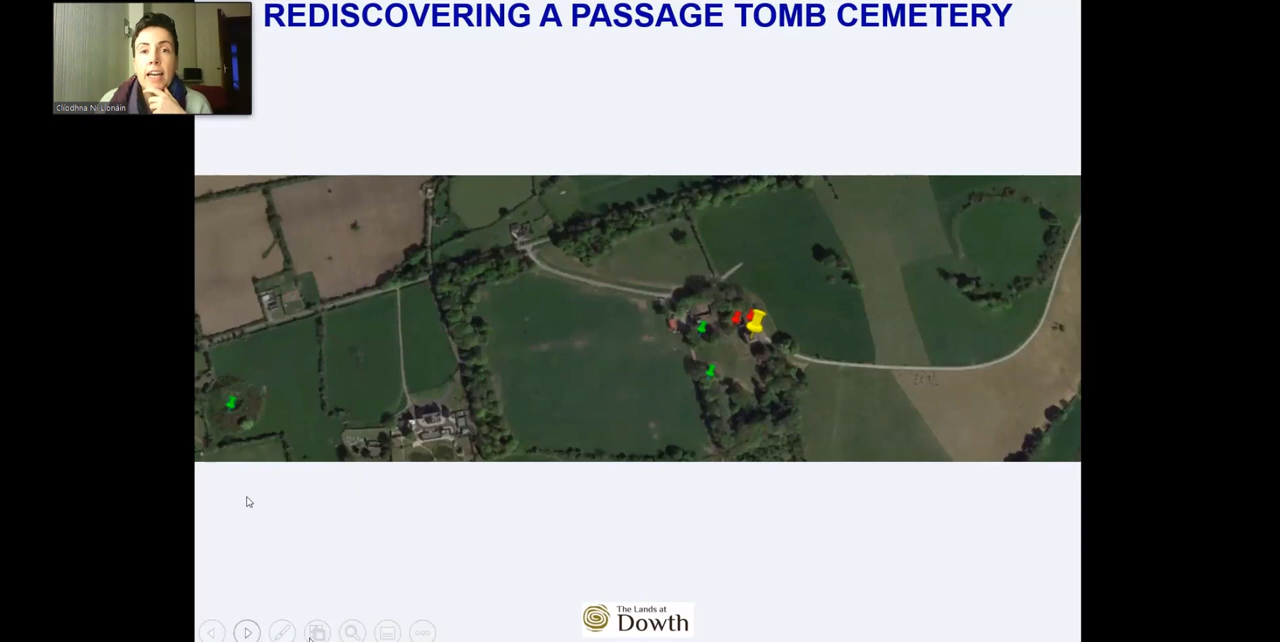 REDISCOVERING A PASSAGE TOMB CEMETERY
Clíodhna Ní Lionáin
The Lands at
Dowth